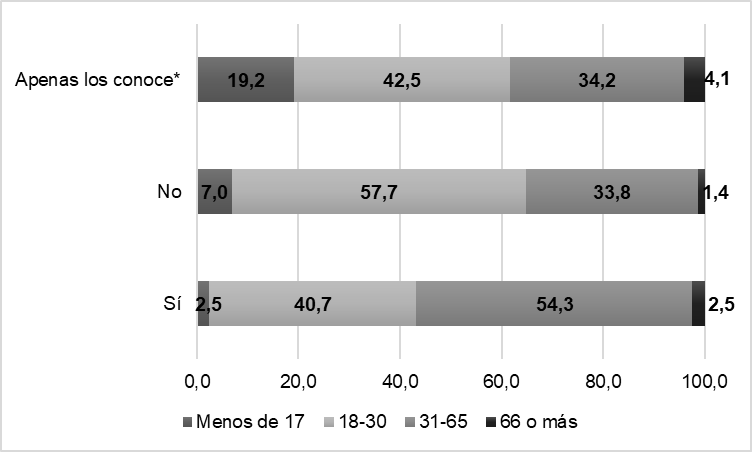 Apenas los conoce* 19,2 42,5 34,2 4,1
No 7,0 57,7 33,8 1,4
Sí 2,5 40,7 54,3 2,5
0,0 20,0 40,0 60,0 80,0 100,0
Menos de 17 18-30 31-65 66 o más